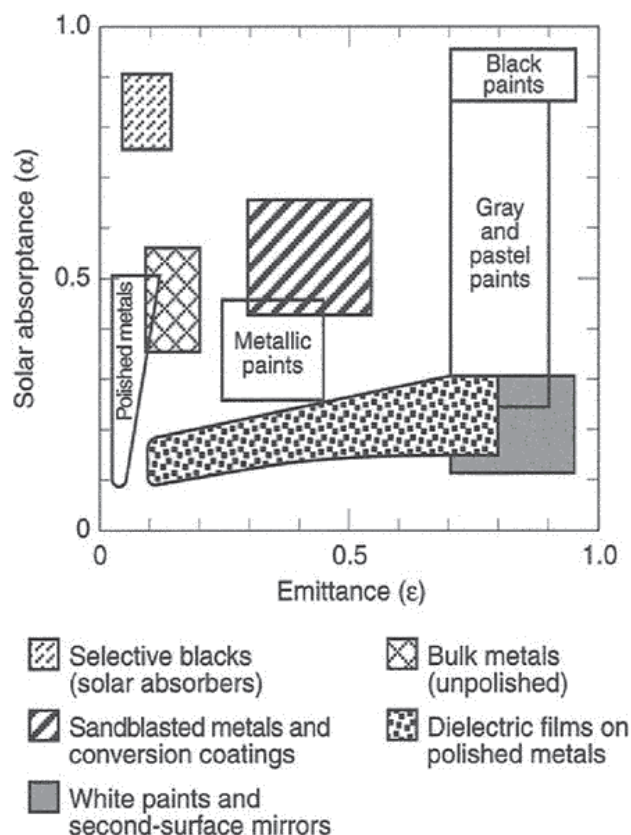 1.0
Black
paints
Gray
and
pastel
paints
Solar absorptance (α)
0.5
Polished metals
Metallic
paints
0
0
0.5
1.0
Emittance (ε)
Selective blacks
(solar absorbers)
Bulk metals
(unpolished)
Sandblasted metals and
conversion coatings
Dielectric films on
polished metals
White paints and
second-surface mirrors